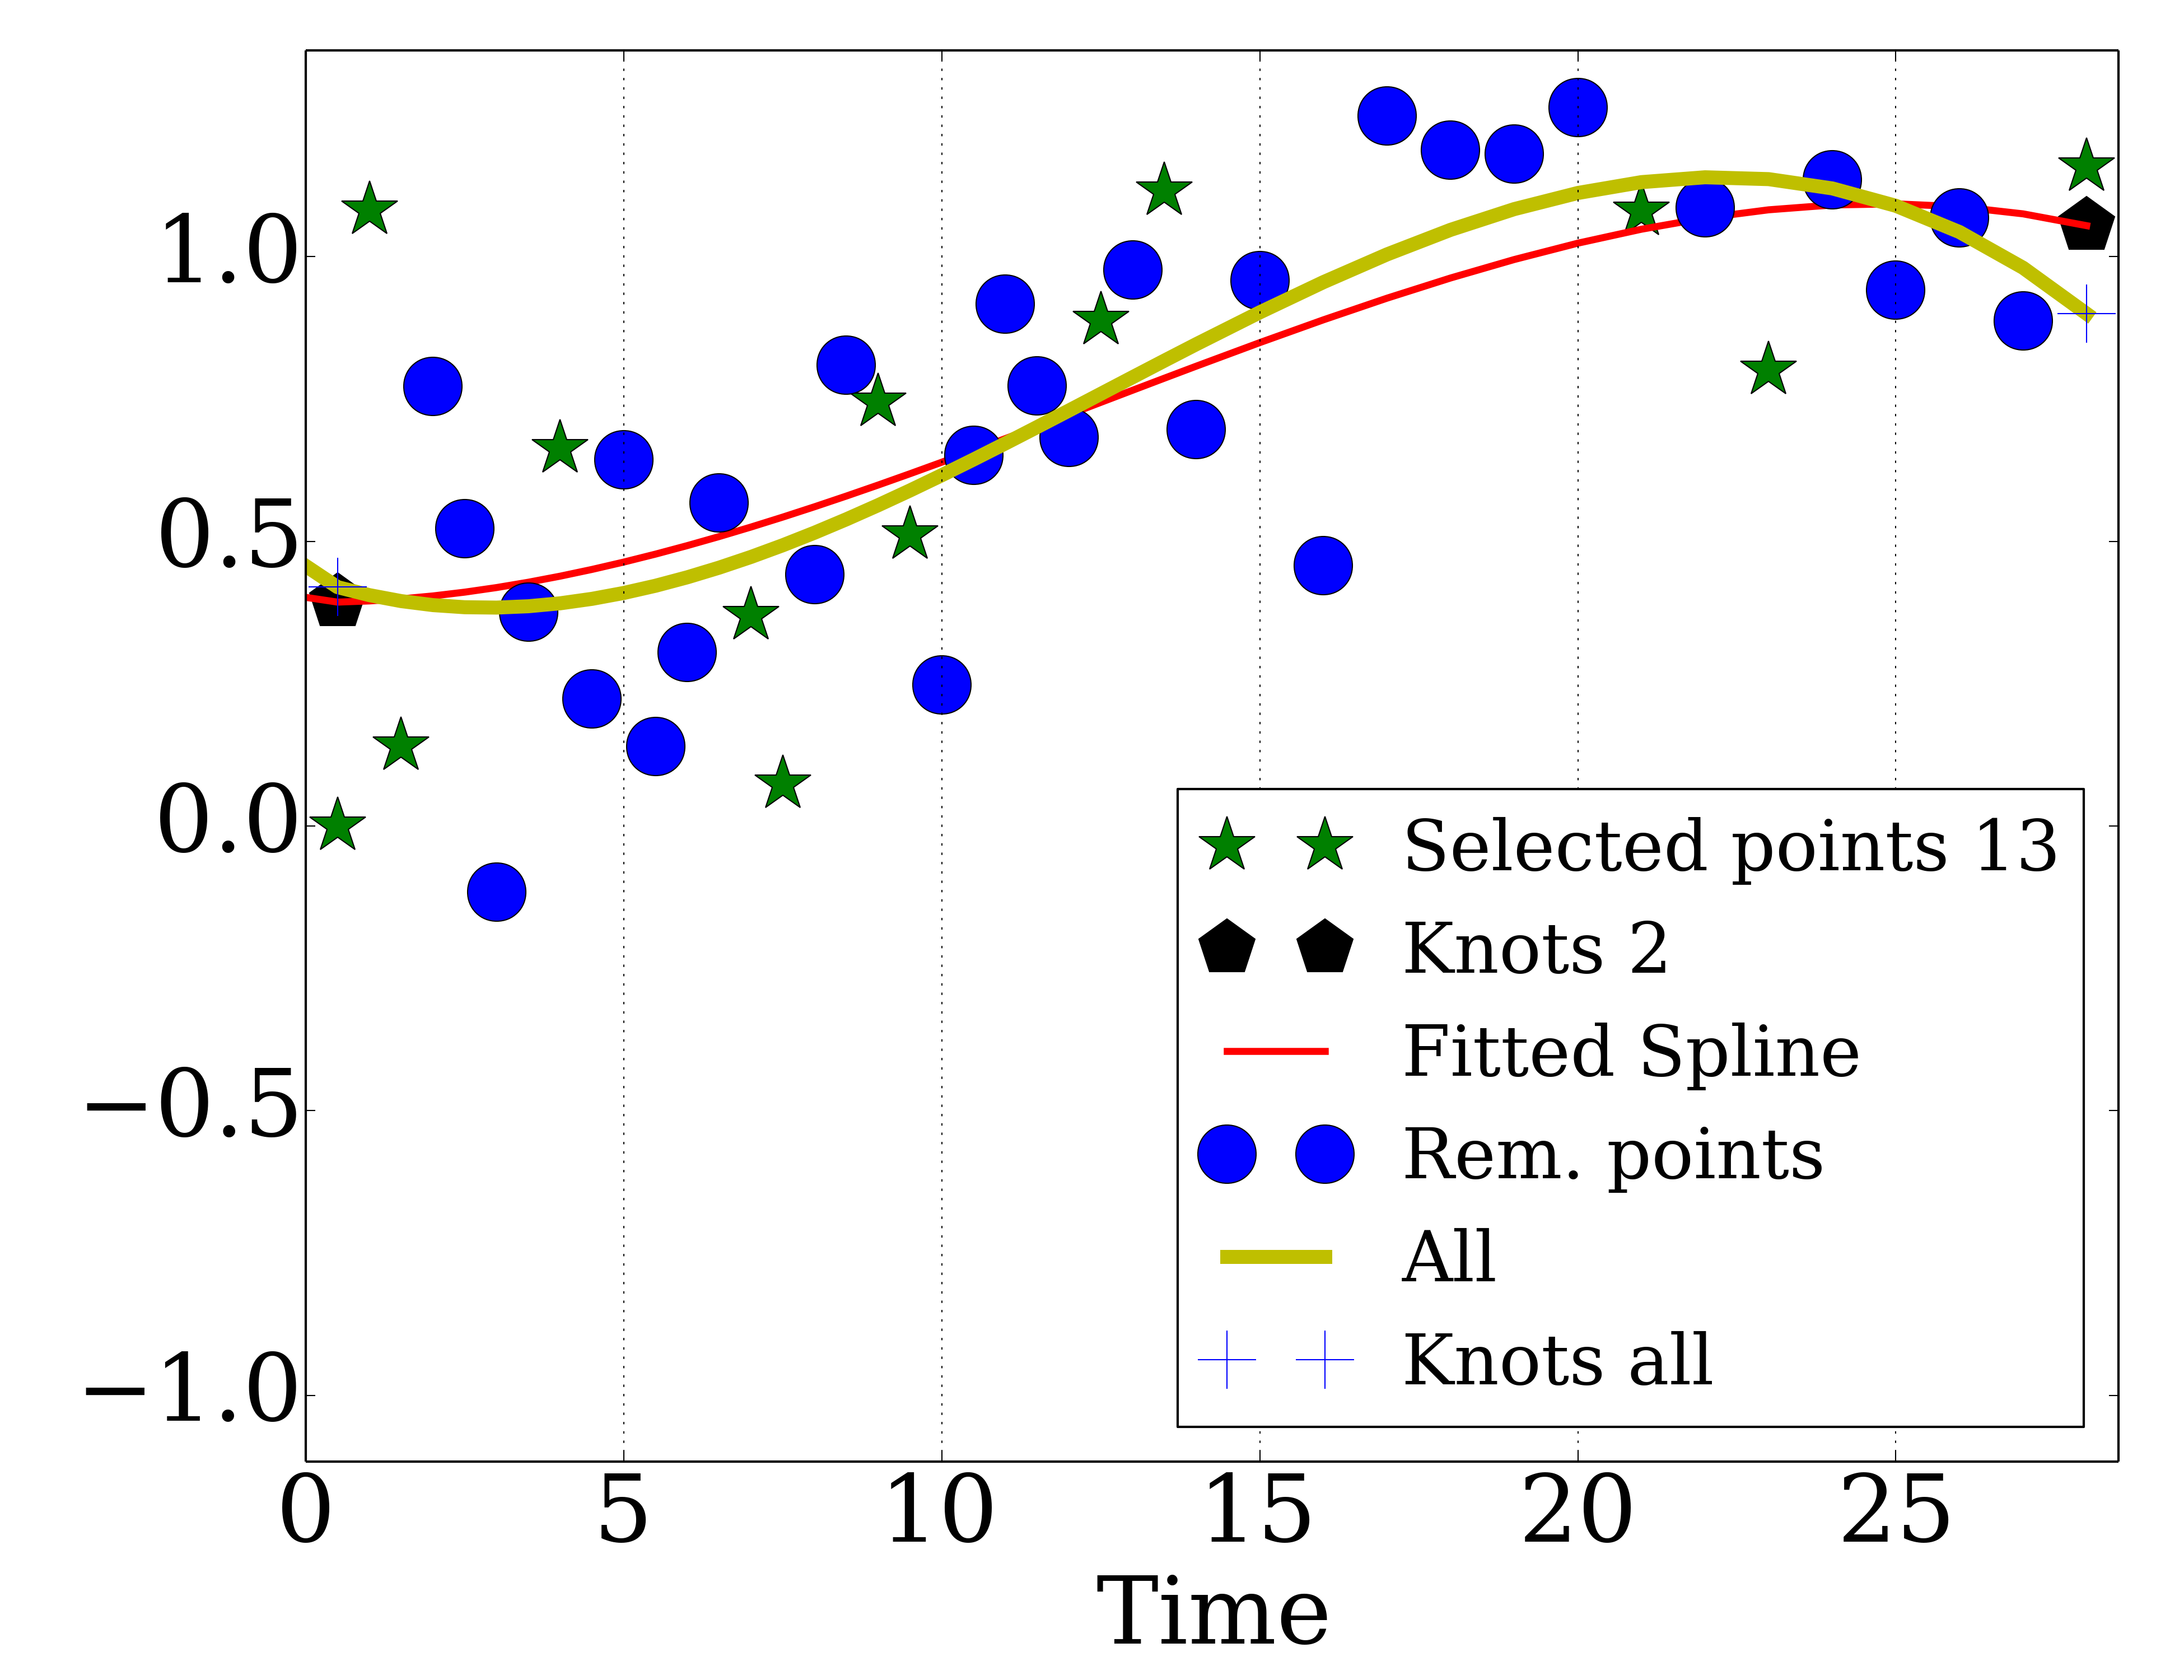 1.0
0.5
0.0
−0.5
−1.0
Selected points 13
Knots 2
Fitted Spline
Rem. points
All
Knots all
0 5 10 15 20 25
Time